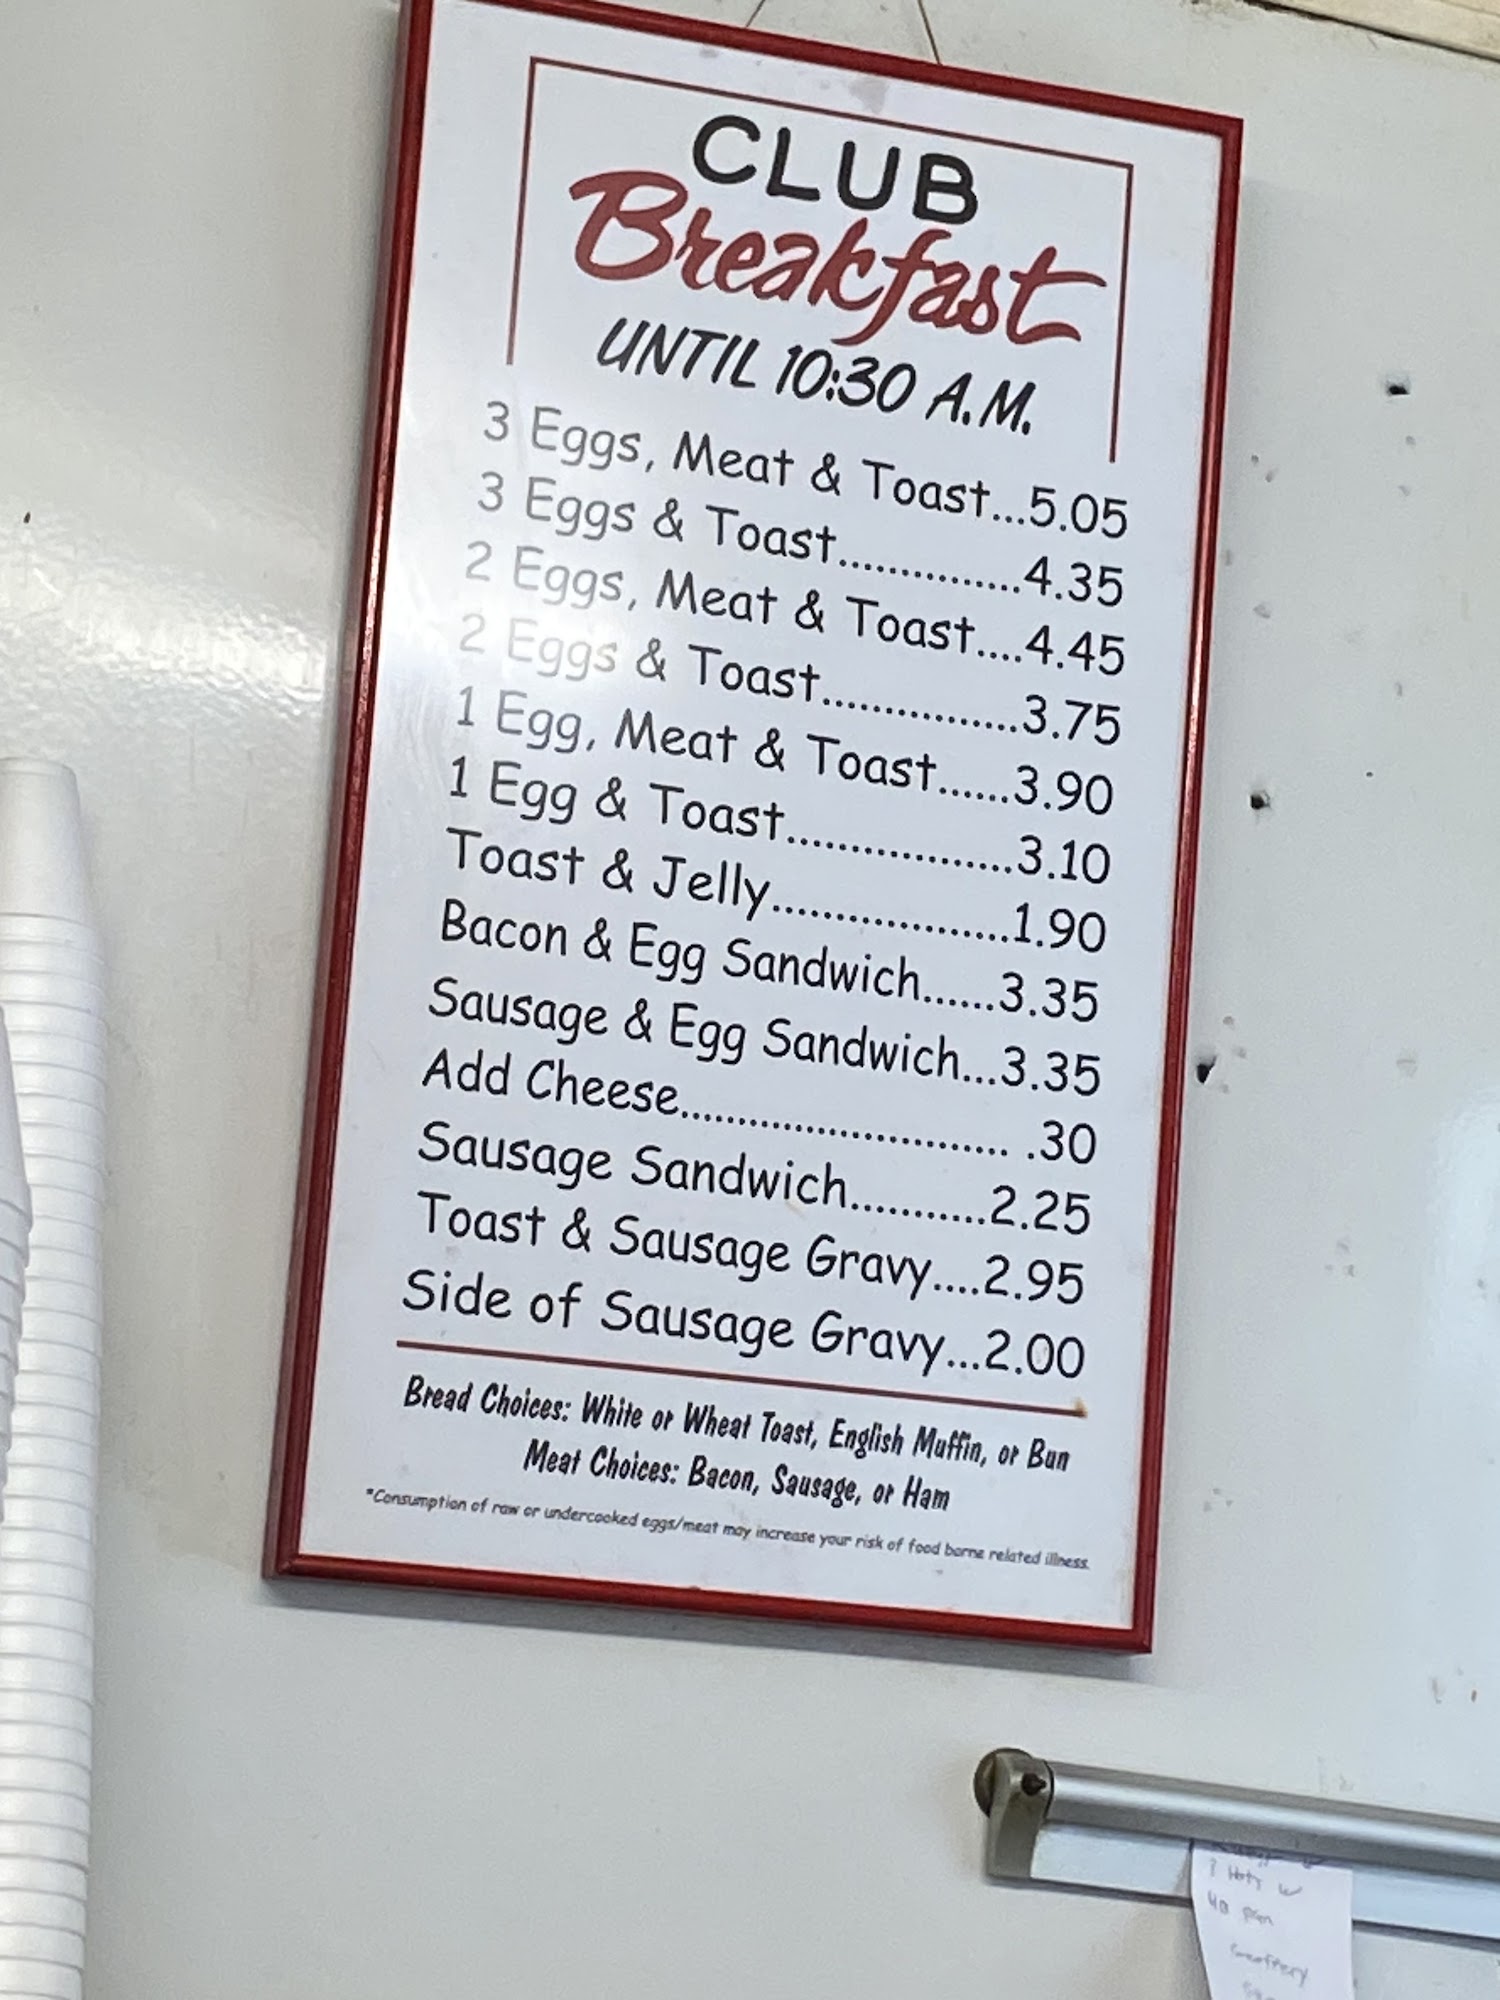 CLUB
Breakfast
UNTIL 10:30 A.M.
3 Eggs, Meat & Toast...5.05
3 Eggs & Toast...............4.35
2 Eggs, Meat & Toast....4.45
2 Eggs & Toast................3.75
1 Egg, Meat & Toast......3.90
1 Egg & Toast..................3.10
Toast & Jelly...................1.90
Bacon & Egg Sandwich......3.35
Sausage & Egg Sandwich...3.35
Add Cheese............................ .30
Sausage Sandwich...........2.25
Toast & Sausage Gravy....2.95
Side of Sausage Gravy...2.00
Bread Choices: White or Wheat Toast, English Muffin, or Bun
Meat Choices: Bacon, Sausage, or Ham
*Consumption of raw or undercooked eggs/meat may increase your risk of food borne related illness.